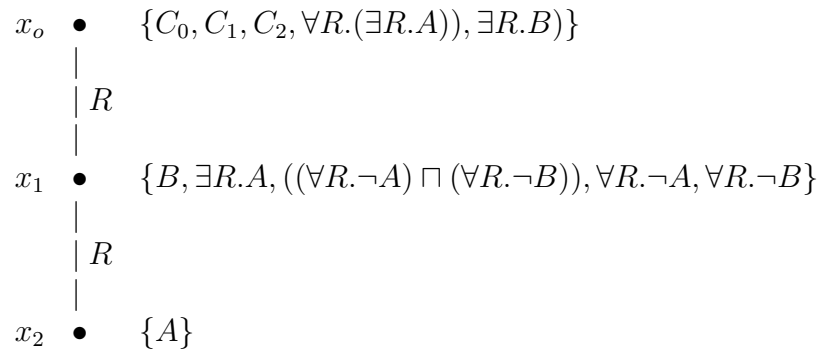 x_o • {C_0, C_1, C_2, ∀R.(∃R.A)), ∃R.B)}
R
x_1 • {B, ∃R.A, ((∀R.¬A) ⊓ (∀R.¬B)), ∀R.¬A, ∀R.¬B}
R
x_2 • {A}